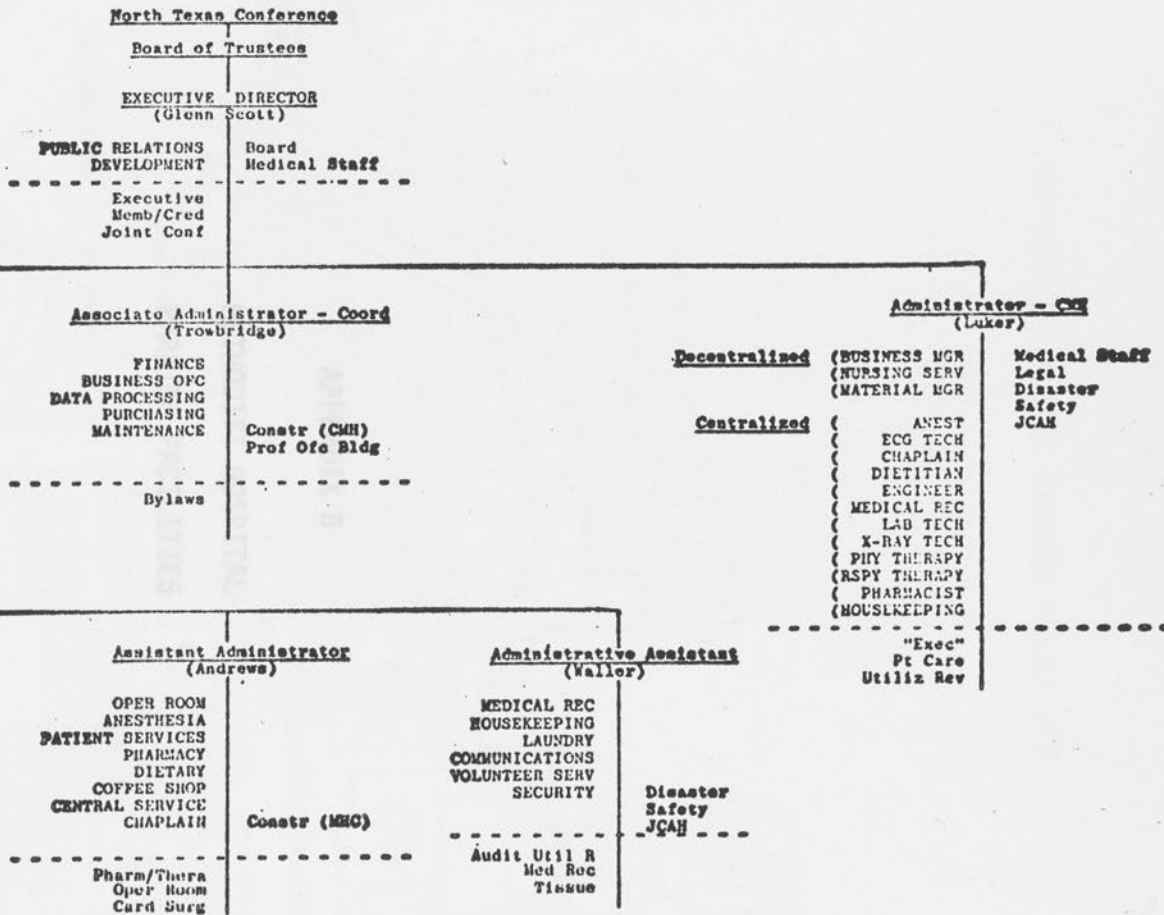 North Texas Conference
Board of Trustees
EXECUTIVE DIRECTOR
(Glenn Scott)
PUBLIC RELATIONS Board
DEVELOPMENT Medical Staff
Executive
Memb/Cred
Joint Conf
Associate Administrator - Coord
(Trowbridge)
FINANCE
BUSINESS OFC
DATA PROCESSING
PURCHASING
MAINTENANCE Constr (CMH)
Prof Ofc Bldg
Bylaws
Administrator - CMH
(Luker)
Decentralized (BUSINESS MGR Medical Staff
(NURSING SERV Legal
(MATERIAL MGR Disaster
Safety
Centralized ( ANEST JCAH
( ECG TECH
( CHAPLAIN
( DIETITIAN
( ENGINEER
( MEDICAL REC
( LAB TECH
( X-RAY TECH
( PHY THERAPY
(RSPY THERAPY
( PHARMACIST
(HOUSEKEEPING
"Exec"
Pt Care
Utiliz Rev
Assistant Administrator
(Andrews)
OPER ROOM
ANESTHESIA
PATIENT SERVICES
PHARMACY
DIETARY
COFFEE SHOP
CENTRAL SERVICE
CHAPLAIN Constr (MHC)
Pharm/Thera
Oper Room
Card Surg
Administrative Assistant
(Waller)
MEDICAL REC
HOUSEKEEPING
LAUNDRY
COMMUNICATIONS
VOLUNTEER SERV
SECURITY Disaster
Safety
JCAH
Audit Util R
Med Rec
Tissue